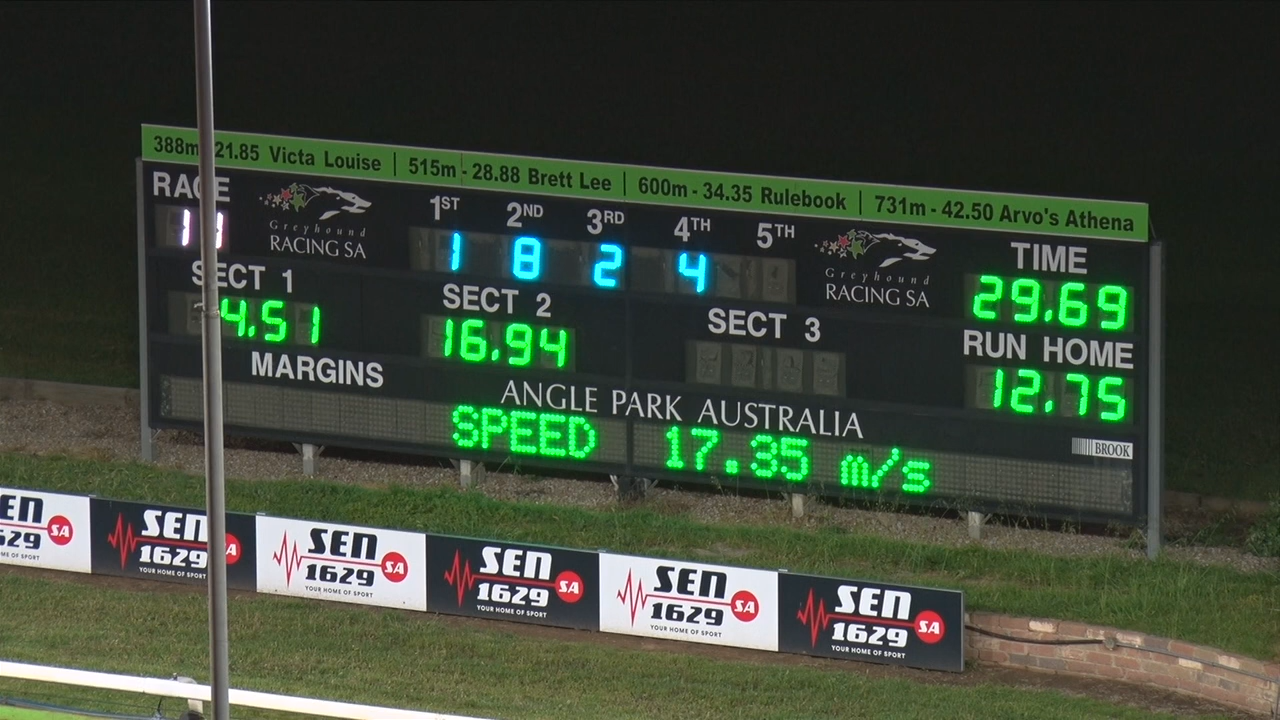 388m 21.85 Victa Louise | 515m - 28.88 Brett Lee | 600m - 34.35 Rulebook | 731m - 42.50 Arvo's Athena
RACE
11
Greyhound
RACING SA
1ST 2ND 3RD 4TH 5TH
1 8 2 4
Greyhound
RACING SA
TIME
29.69
SECT 1
4.51
SECT 2
16.94
SECT 3
RUN HOME
12.75
MARGINS
ANGLE PARK AUSTRALIA
SPEED 17.35 m/s
BROOK
EN
629 SA
HOME OF SPORT
SEN
1629 SA
YOUR HOME OF SPORT
SEN
1629 SA
YOUR HOME OF SPORT
SEN
1629 SA
YOUR HOME OF SPORT
SEN
1629 SA
YOUR HOME OF SPORT
SEN
1629 SA
YOUR HOME OF SPORT